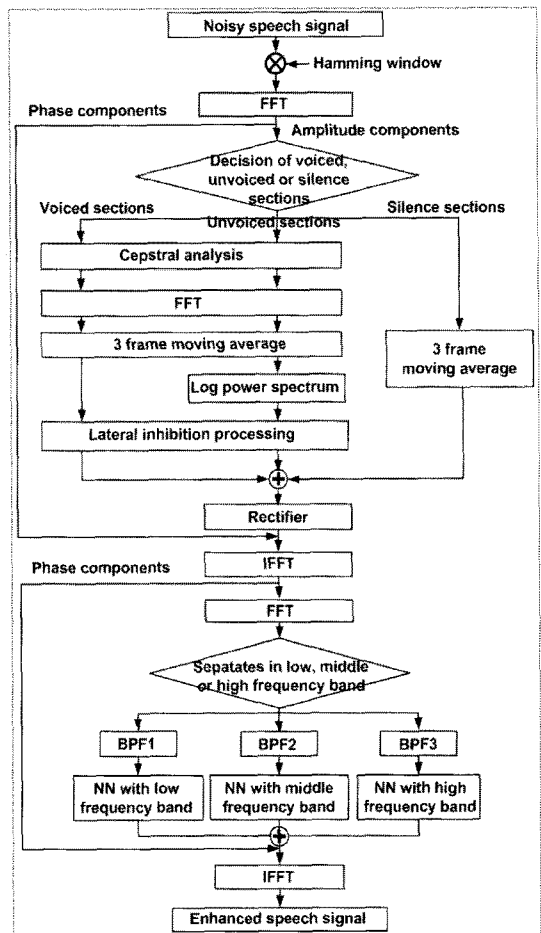 Noisy speech signal
Hamming window
FFT
Phase components
Amplitude components
Decision of voiced,
unvoiced or silence
sections
Voiced sections
Unvoiced sections
Silence sections
Cepstral analysis
FFT
3 frame moving average
3 frame
moving average
Log power spectrum
Lateral inhibition processing
Rectifier
IFFT
Phase components
FFT
Sepatates in low, middle
or high frequency band
BPF1
BPF2
BPF3
NN with low
frequency band
NN with middle
frequency band
NN with high
frequency band
IFFT
Enhanced speech signal